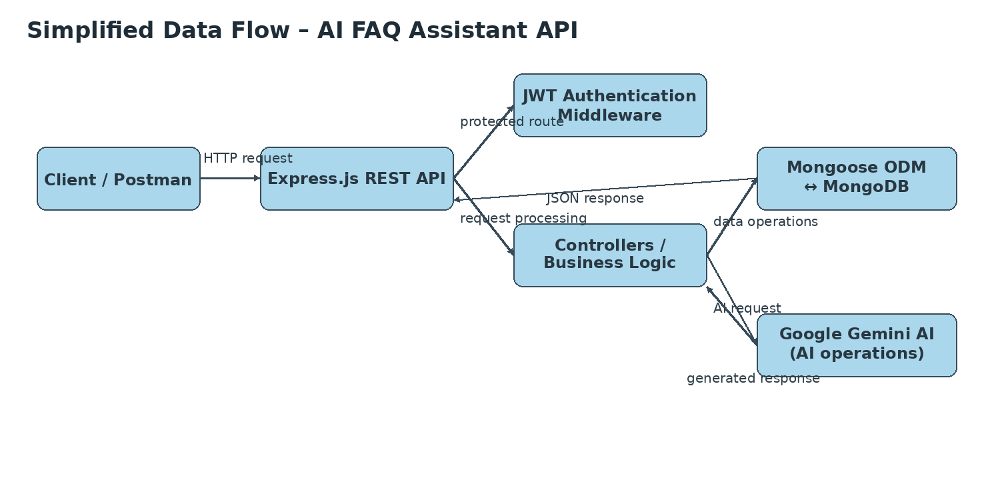 Simplified Data Flow – AI FAQ Assistant API
JWT Authentication
Middleware
protected route
Client / Postman
HTTP request
Express.js REST API
Mongoose ODM
↔ MongoDB
JSON response
request processing
data operations
Controllers /
Business Logic
AI request
Google Gemini AI
(AI operations)
generated response